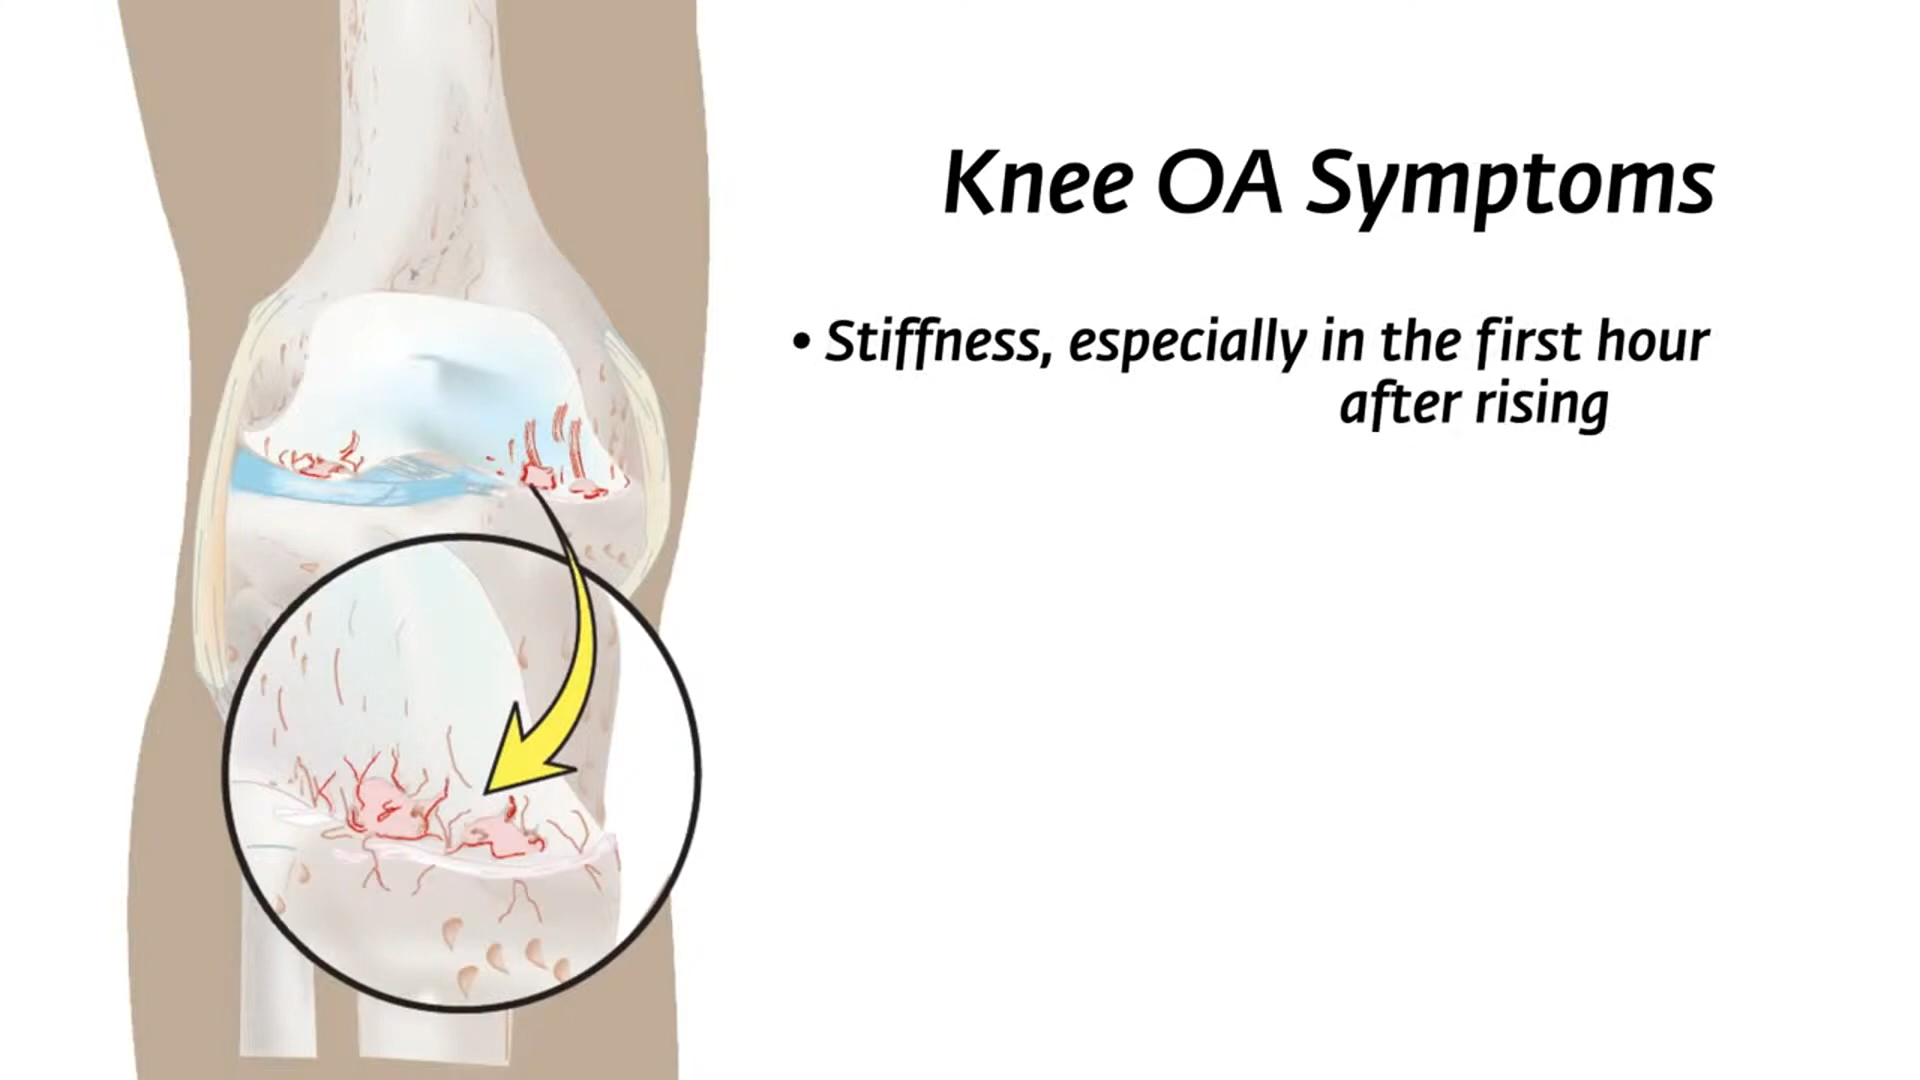 Knee OA Symptoms
• Stiffness, especially in the first hour
after rising